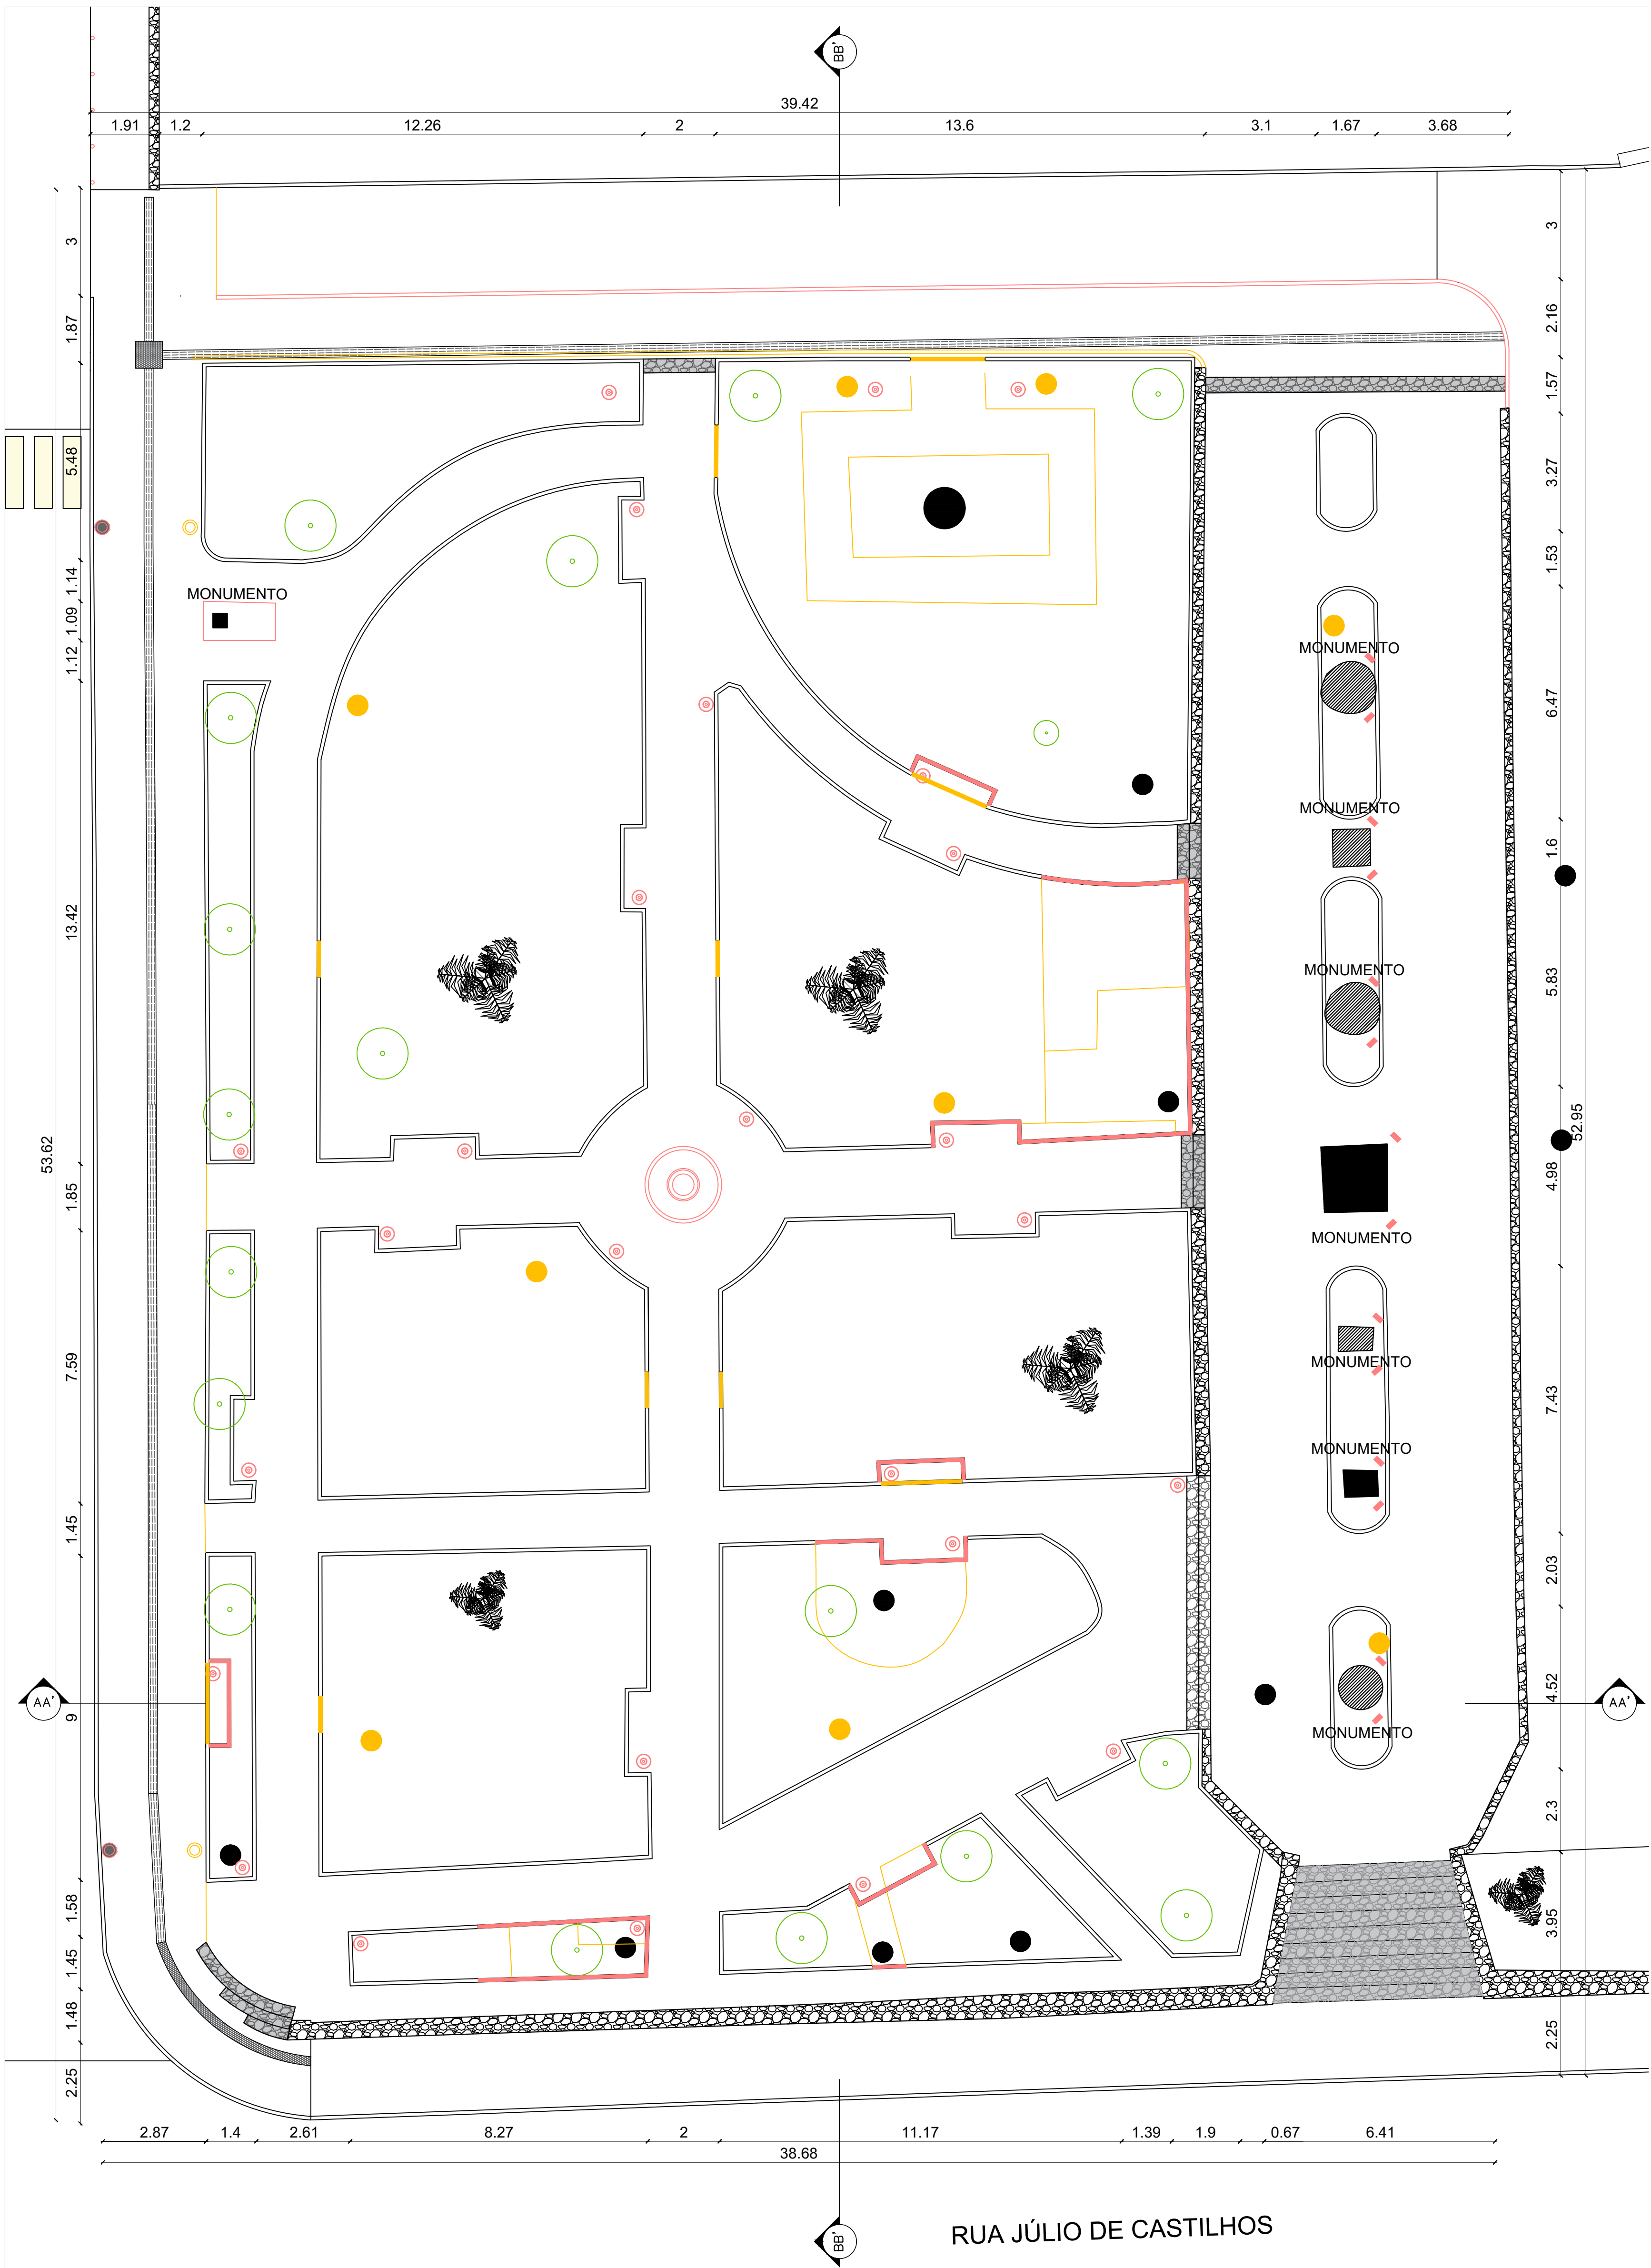 BB'
39.42
1.91 1.2 12.26 2 13.6 3.1 1.67 3.68
3 3
1.87 2.16
1.57
5.48 3.27
1.53
1.14
MONUMENTO
1.09
MONUMENTO
1.12
6.47
MONUMENTO
1.6
13.42
MONUMENTO
5.83
52.95
53.62
4.98
1.85
MONUMENTO
MONUMENTO
7.59
7.43
MONUMENTO
1.45
2.03
4.52
AA' AA'
9
MONUMENTO
2.3
1.58
3.95
1.45
1.48
2.25
2.25
2.87 1.4 2.61 8.27 2 11.17 1.39 1.9 0.67 6.41
38.68
RUA JÚLIO DE CASTILHOS
BB'